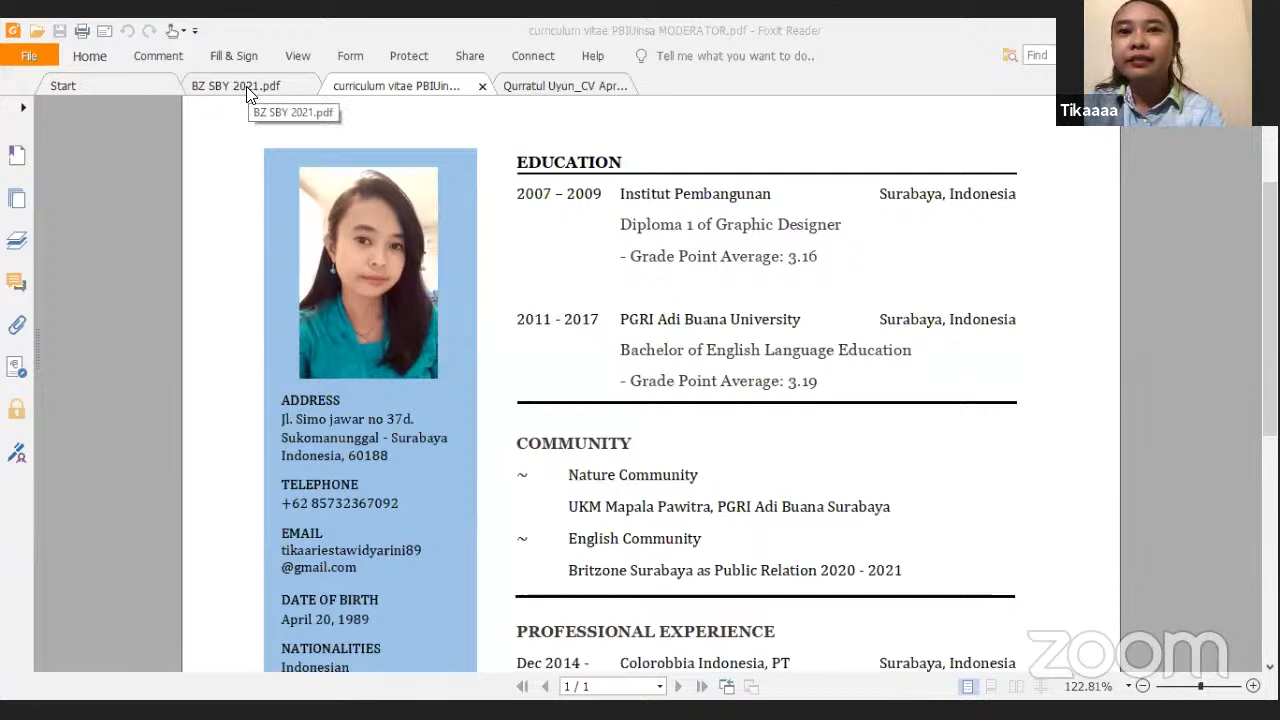 curriculum vitae PBIUinsa MODERATOR.pdf - Foxit Reader
File Home Comment Fill & Sign View Form Protect Share Connect Help Tell me what you want to do.. Find
Start BZ SBY 2021.pdf curriculum vitae PBIUin... Qurratul Uyun_CV Apr...
BZ SBY 2021.pdf
Tikaaaa
EDUCATION
2007 – 2009 Institut Pembangunan Surabaya, Indonesia
Diploma 1 of Graphic Designer
- Grade Point Average: 3.16
2011 - 2017 PGRI Adi Buana University Surabaya, Indonesia
Bachelor of English Language Education
- Grade Point Average: 3.19
ADDRESS
Jl. Simo jawar no 37d.
Sukomanunggal - Surabaya
Indonesia, 60188
TELEPHONE
+62 85732367092
EMAIL
tikaariestawidyarini89
@gmail.com
DATE OF BIRTH
April 20, 1989
NATIONALITIES
Indonesian
COMMUNITY
~ Nature Community
UKM Mapala Pawitra, PGRI Adi Buana Surabaya
~ English Community
Britzone Surabaya as Public Relation 2020 - 2021
PROFESSIONAL EXPERIENCE
Dec 2014 - Colorobbia Indonesia, PT Surabaya, Indonesia
zoom
1 / 1
122.81%